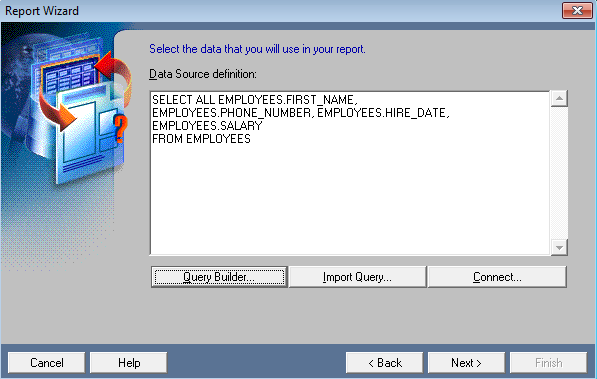 Report Wizard
Select the data that you will use in your report.
Data Source definition:
SELECT ALL EMPLOYEES.FIRST_NAME,
EMPLOYEES.PHONE_NUMBER, EMPLOYEES.HIRE_DATE,
EMPLOYEES.SALARY
FROM EMPLOYEES
Query Builder... Import Query... Connect...
Cancel Help < Back Next > Finish